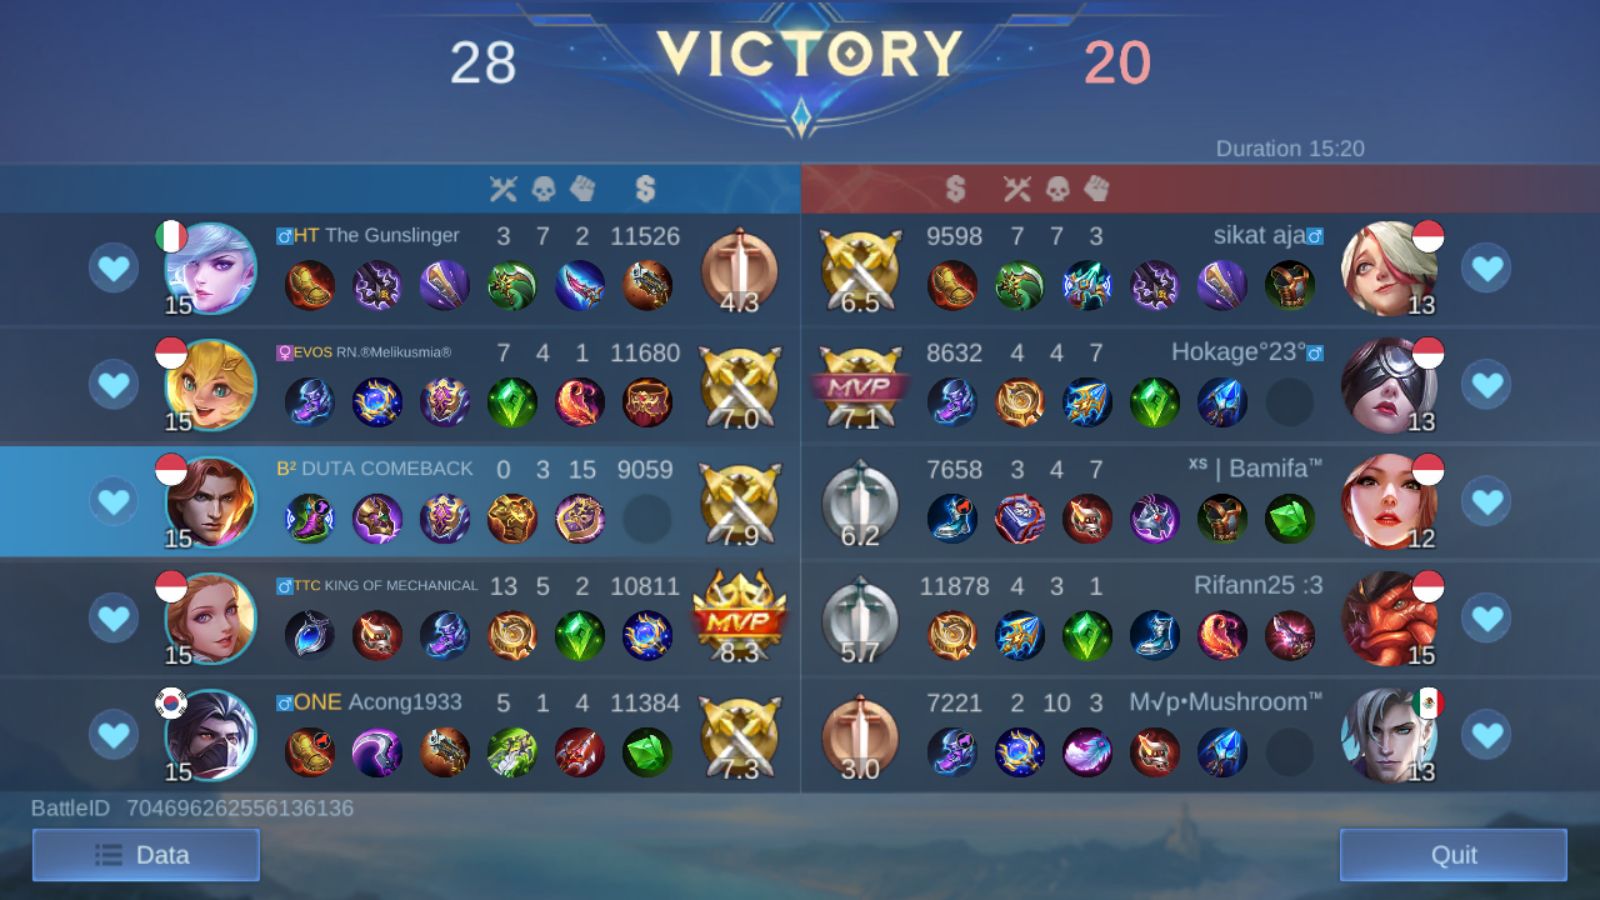 28 VICTORY 20
Duration 15:20
HT The Gunslinger 3 7 2 11526
15 4.3
9598 7 7 3 sikat aja
6.5 13
EVOS RN.®Melikusmia® 7 4 1 11680
15 7.0
8632 4 4 7 Hokage°23°
MVP
7.1 13
B² DUTA COMEBACK 0 3 15 9059
15 7.9
7658 3 4 7 ˣˢ | Bamifa™
6.2 12
TTC KING OF MECHANICAL 13 5 2 10811
MVP
15 8.3
11878 4 3 1 Rifann25 :3
5.7 15
ONE Acong1933 5 1 4 11384
15 7.3
7221 2 10 3 M√p•Mushroom™
3.0 13
BattleID 704696262556136136
Data
Quit